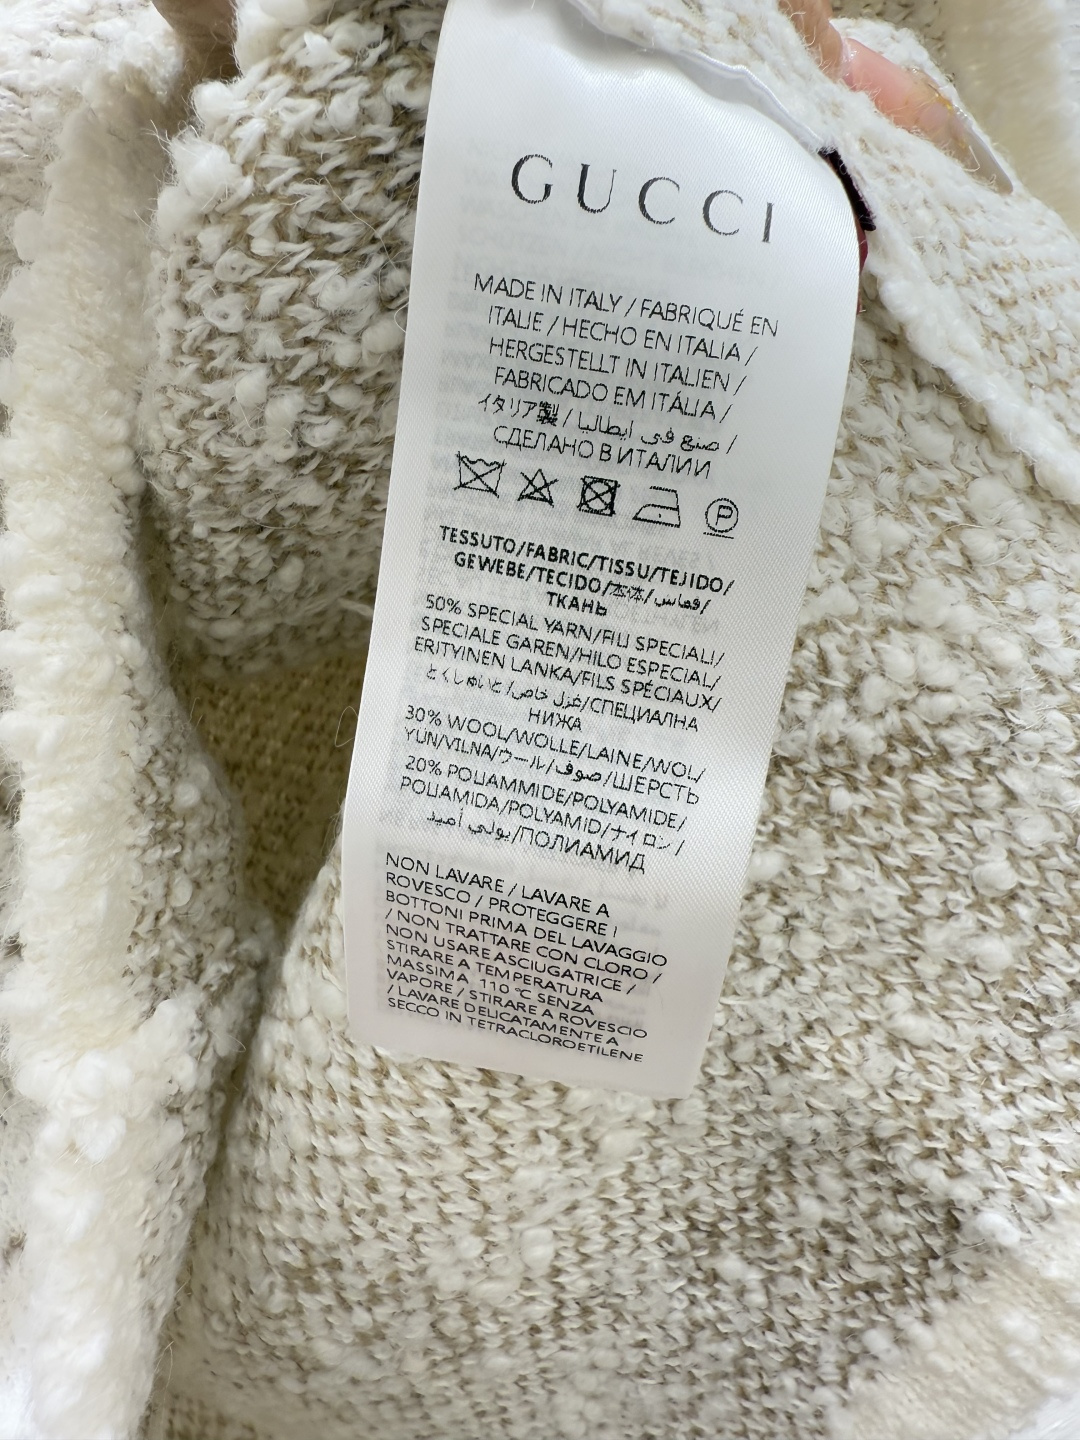 GUCCI
MADE IN ITALY / FABRIQUÉ EN
ITALIE / HECHO EN ITALIA /
HERGESTELLT IN ITALIEN /
FABRICADO EM ITÁLIA /
イタリア製 / صنع في ايطاليا /
СДЕЛАНО В ИТАЛИИ
P
TESSUTO/FABRIC/TISSU/TEJIDO/
GEWEBE/TECIDO/本体/قماس/
ТКАНЬ
50% SPECIAL YARN/FILI SPECIALI/
SPECIALE GAREN/HILO ESPECIAL/
ERITYINEN LANKA/FILS SPÉCIAUX/
とくしゅいと/غزل خاص/СПЕЦИАЛНА
НИЖА
30% WOOL/WOLLE/LAINE/WOL/
YÜN/VILNA/ウール/صوف/ШЕРСТЬ
20% POLIAMMIDE/POLYAMIDE/
POLIAMIDA/POLYAMID/ナイロン/
بولي أميد/ПОЛИАМИД
NON LAVARE / LAVARE A
ROVESCO / PROTEGGERE I
BOTTONI PRIMA DEL LAVAGGIO
/ NON TRATTARE CON CLORO /
NON USARE ASCIUGATRICE /
STIRARE A TEMPERATURA
MASSIMA 110 °C SENZA
VAPORE / STIRARE A ROVESCIO
/ LAVARE DELICATAMENTE A
SECCO IN TETRACLOROETILENE